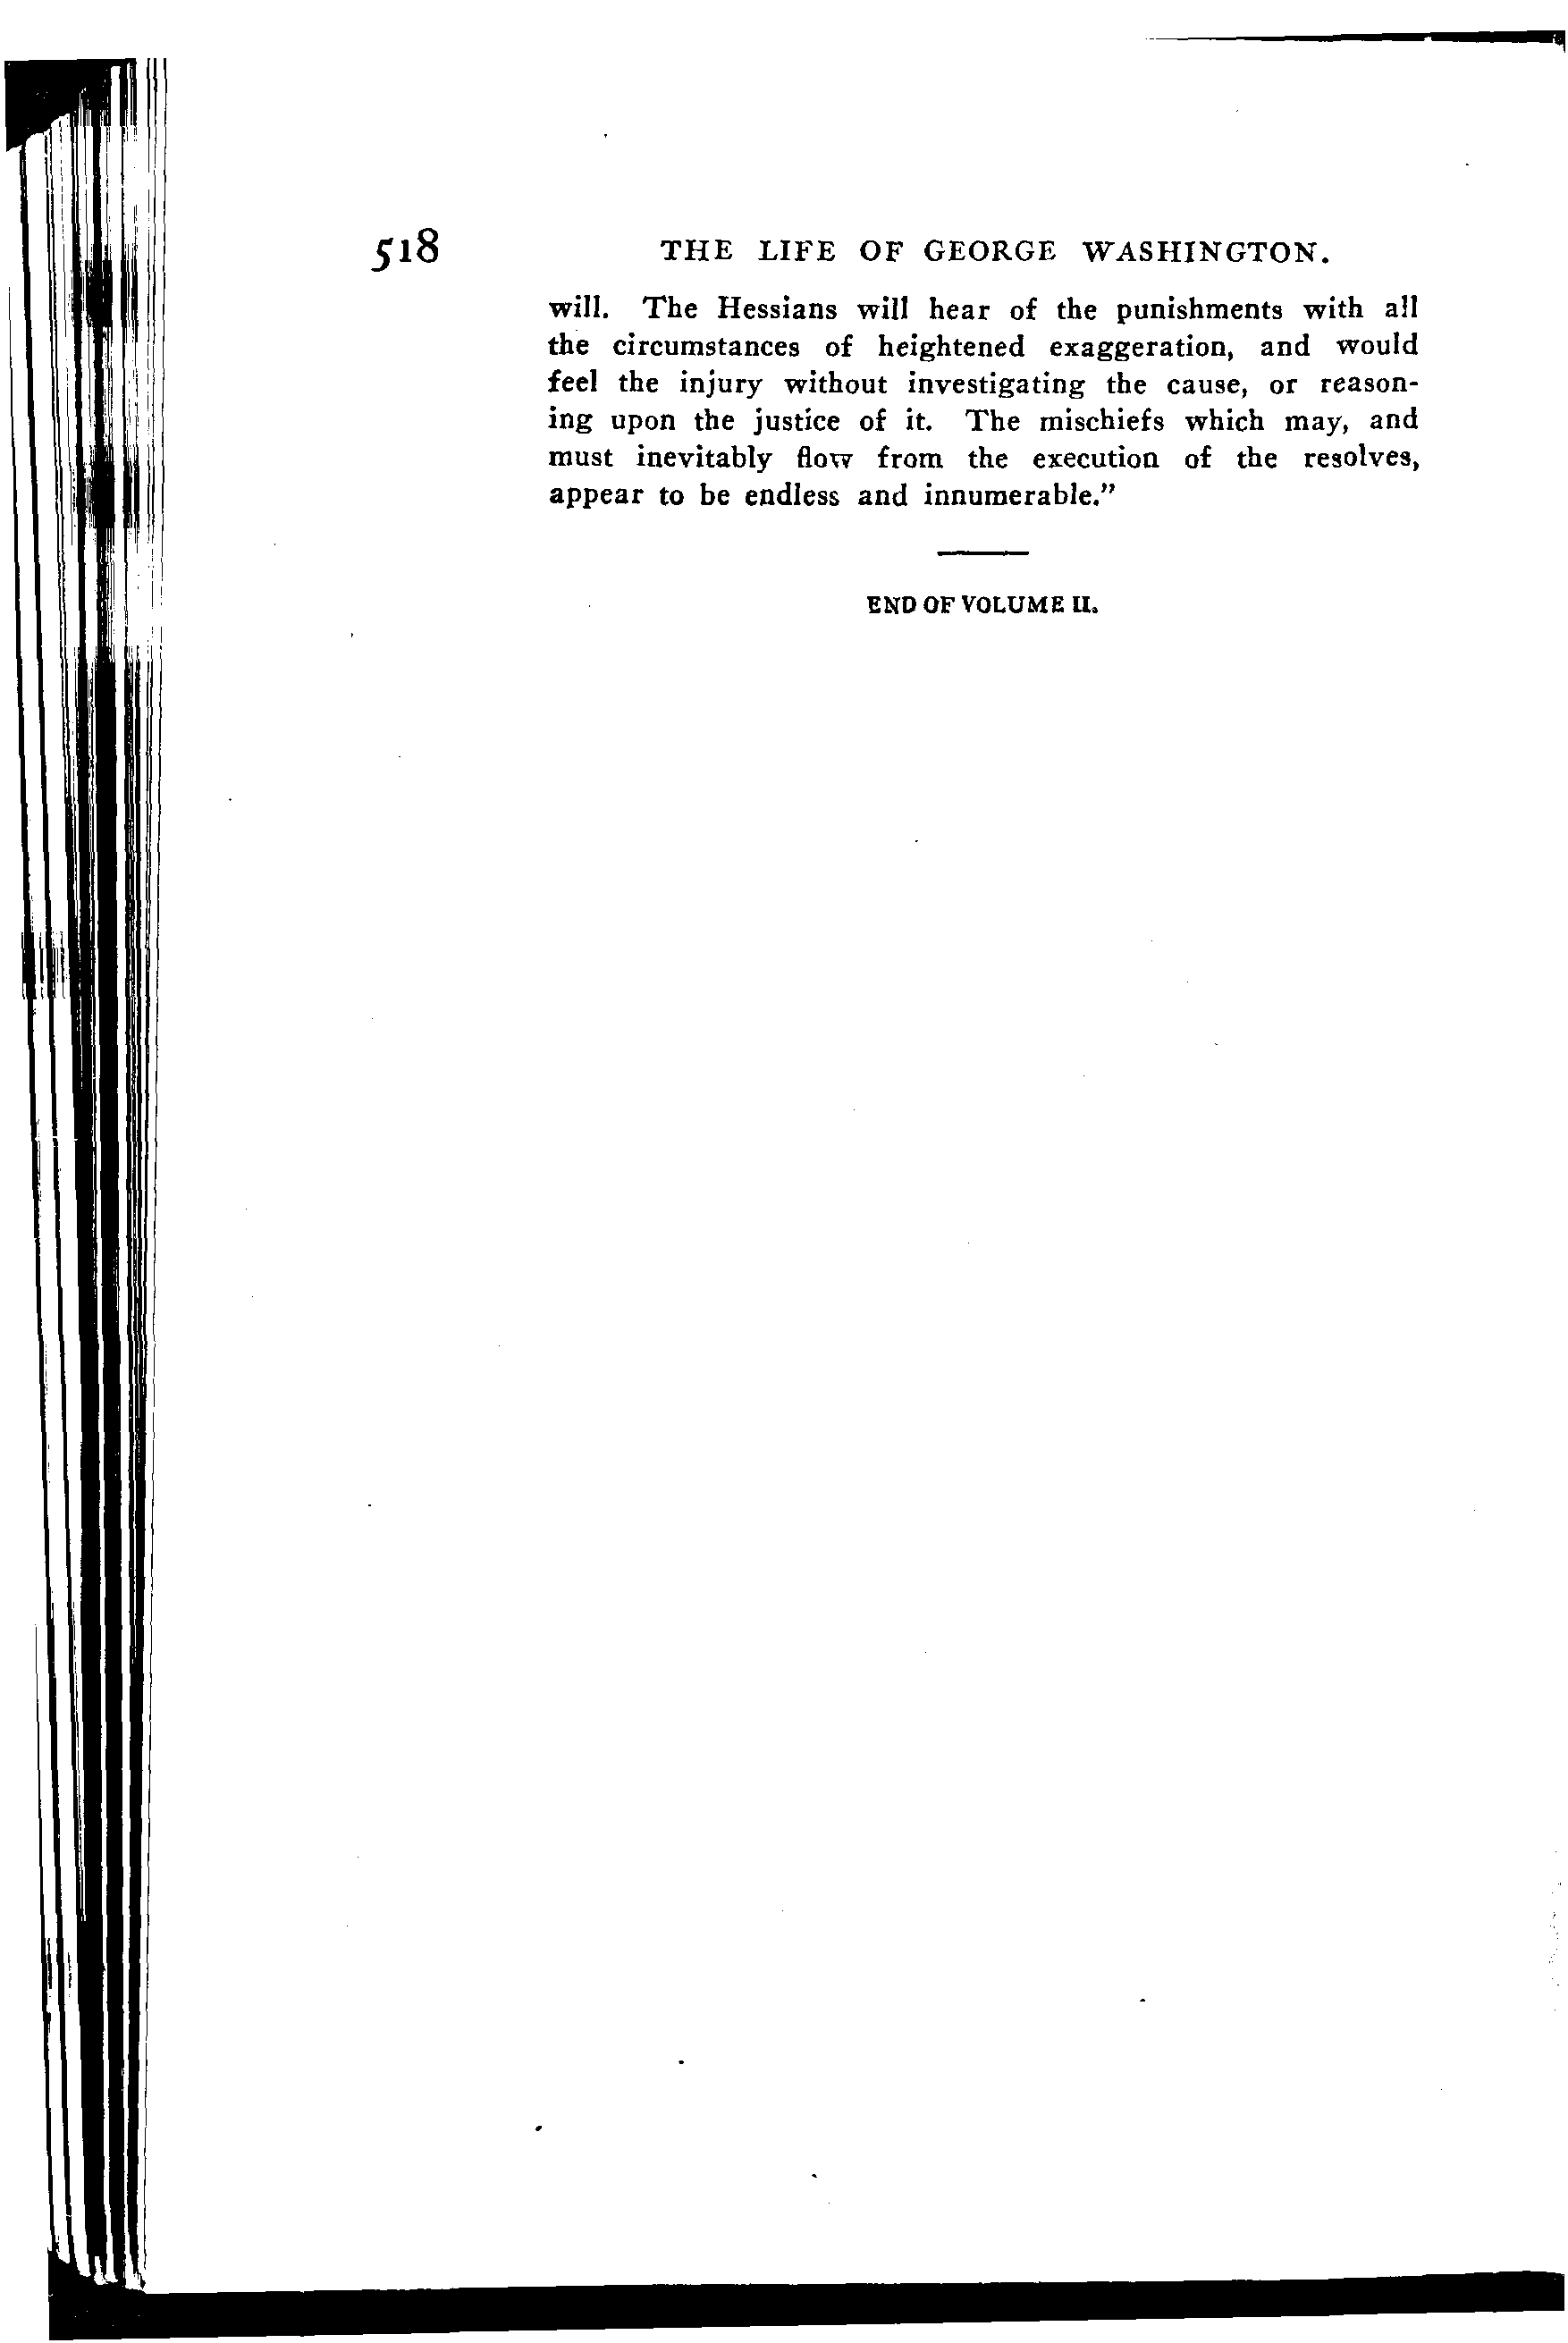 518 THE LIFE OF GEORGE WASHINGTON.
will. The Hessians will hear of the punishments with all
the circumstances of heightened exaggeration, and would
feel the injury without investigating the cause, or reason-
ing upon the justice of it. The mischiefs which may, and
must inevitably flow from the execution of the resolves,
appear to be endless and innumerable.”
END OF VOLUME II.